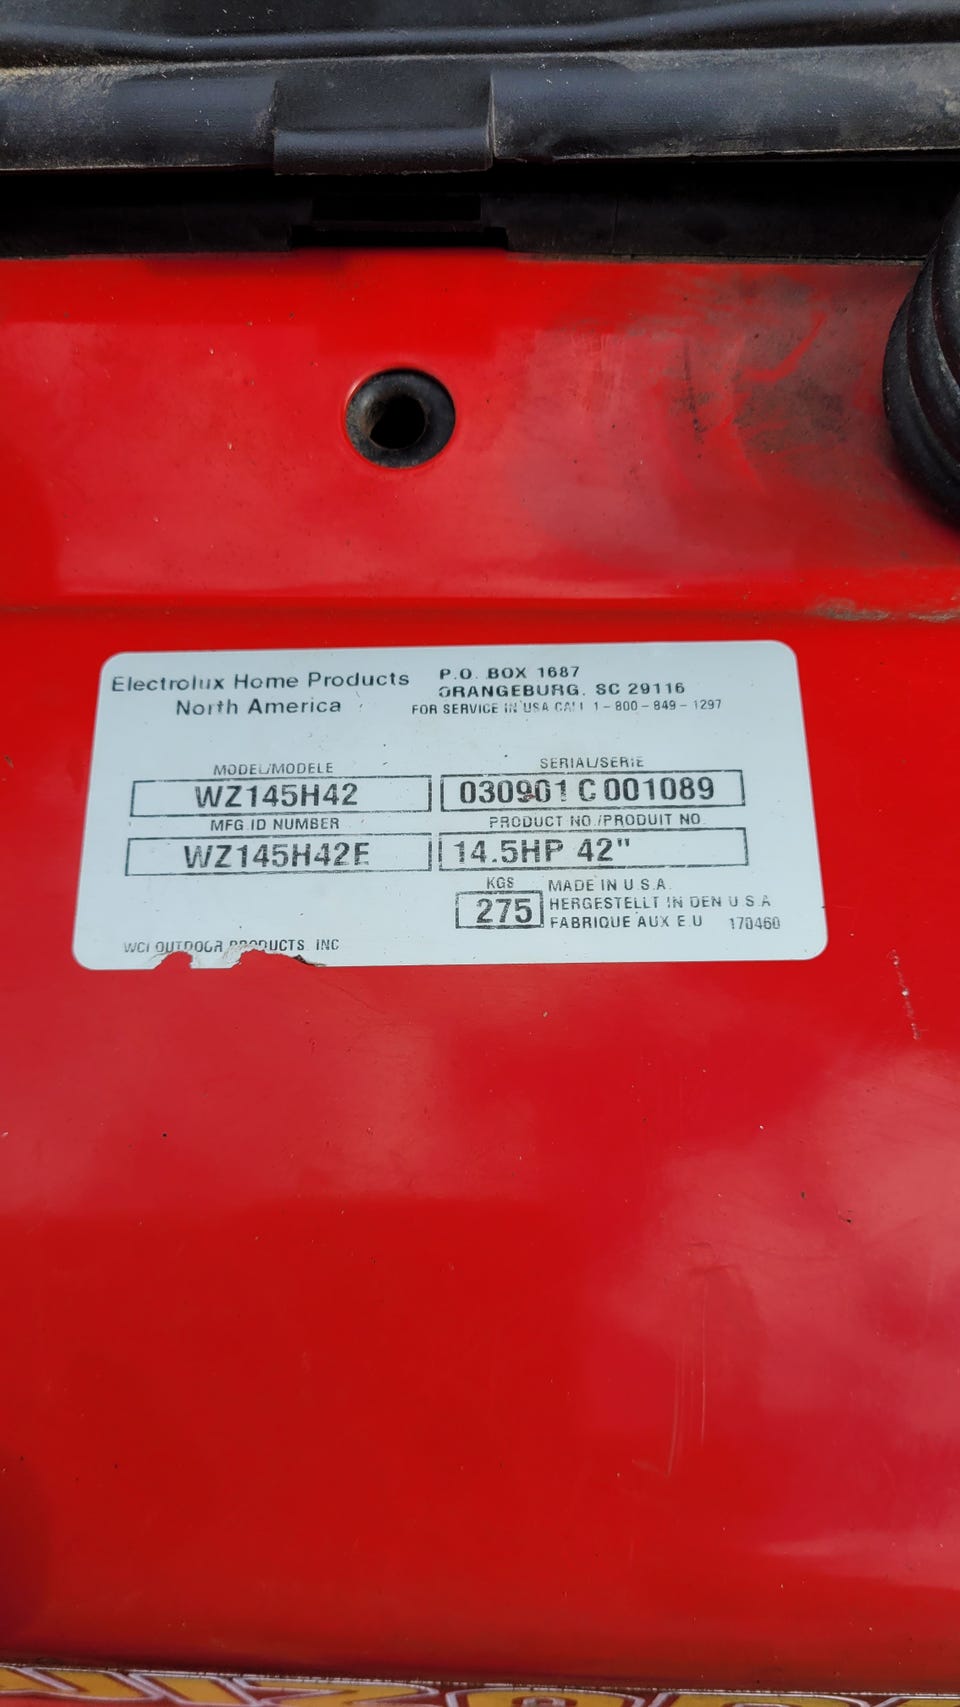 Electrolux Home Products
North America
P.O. BOX 1687
ORANGEBURG, SC 29116
FOR SERVICE IN USA CALL 1-800-849-1297
MODEL/MODELE
WZ145H42
SERIAL/SERIE
030901 C 001089
MFG.ID NUMBER
WZ145H42E
PRODUCT NO./PRODUIT NO.
14.5HP 42"
KGS
275
MADE IN U.S.A.
HERGESTELLT IN DEN U.S.A
FABRIQUE AUX E.U
170460
WCI OUTDOOR PRODUCTS INC